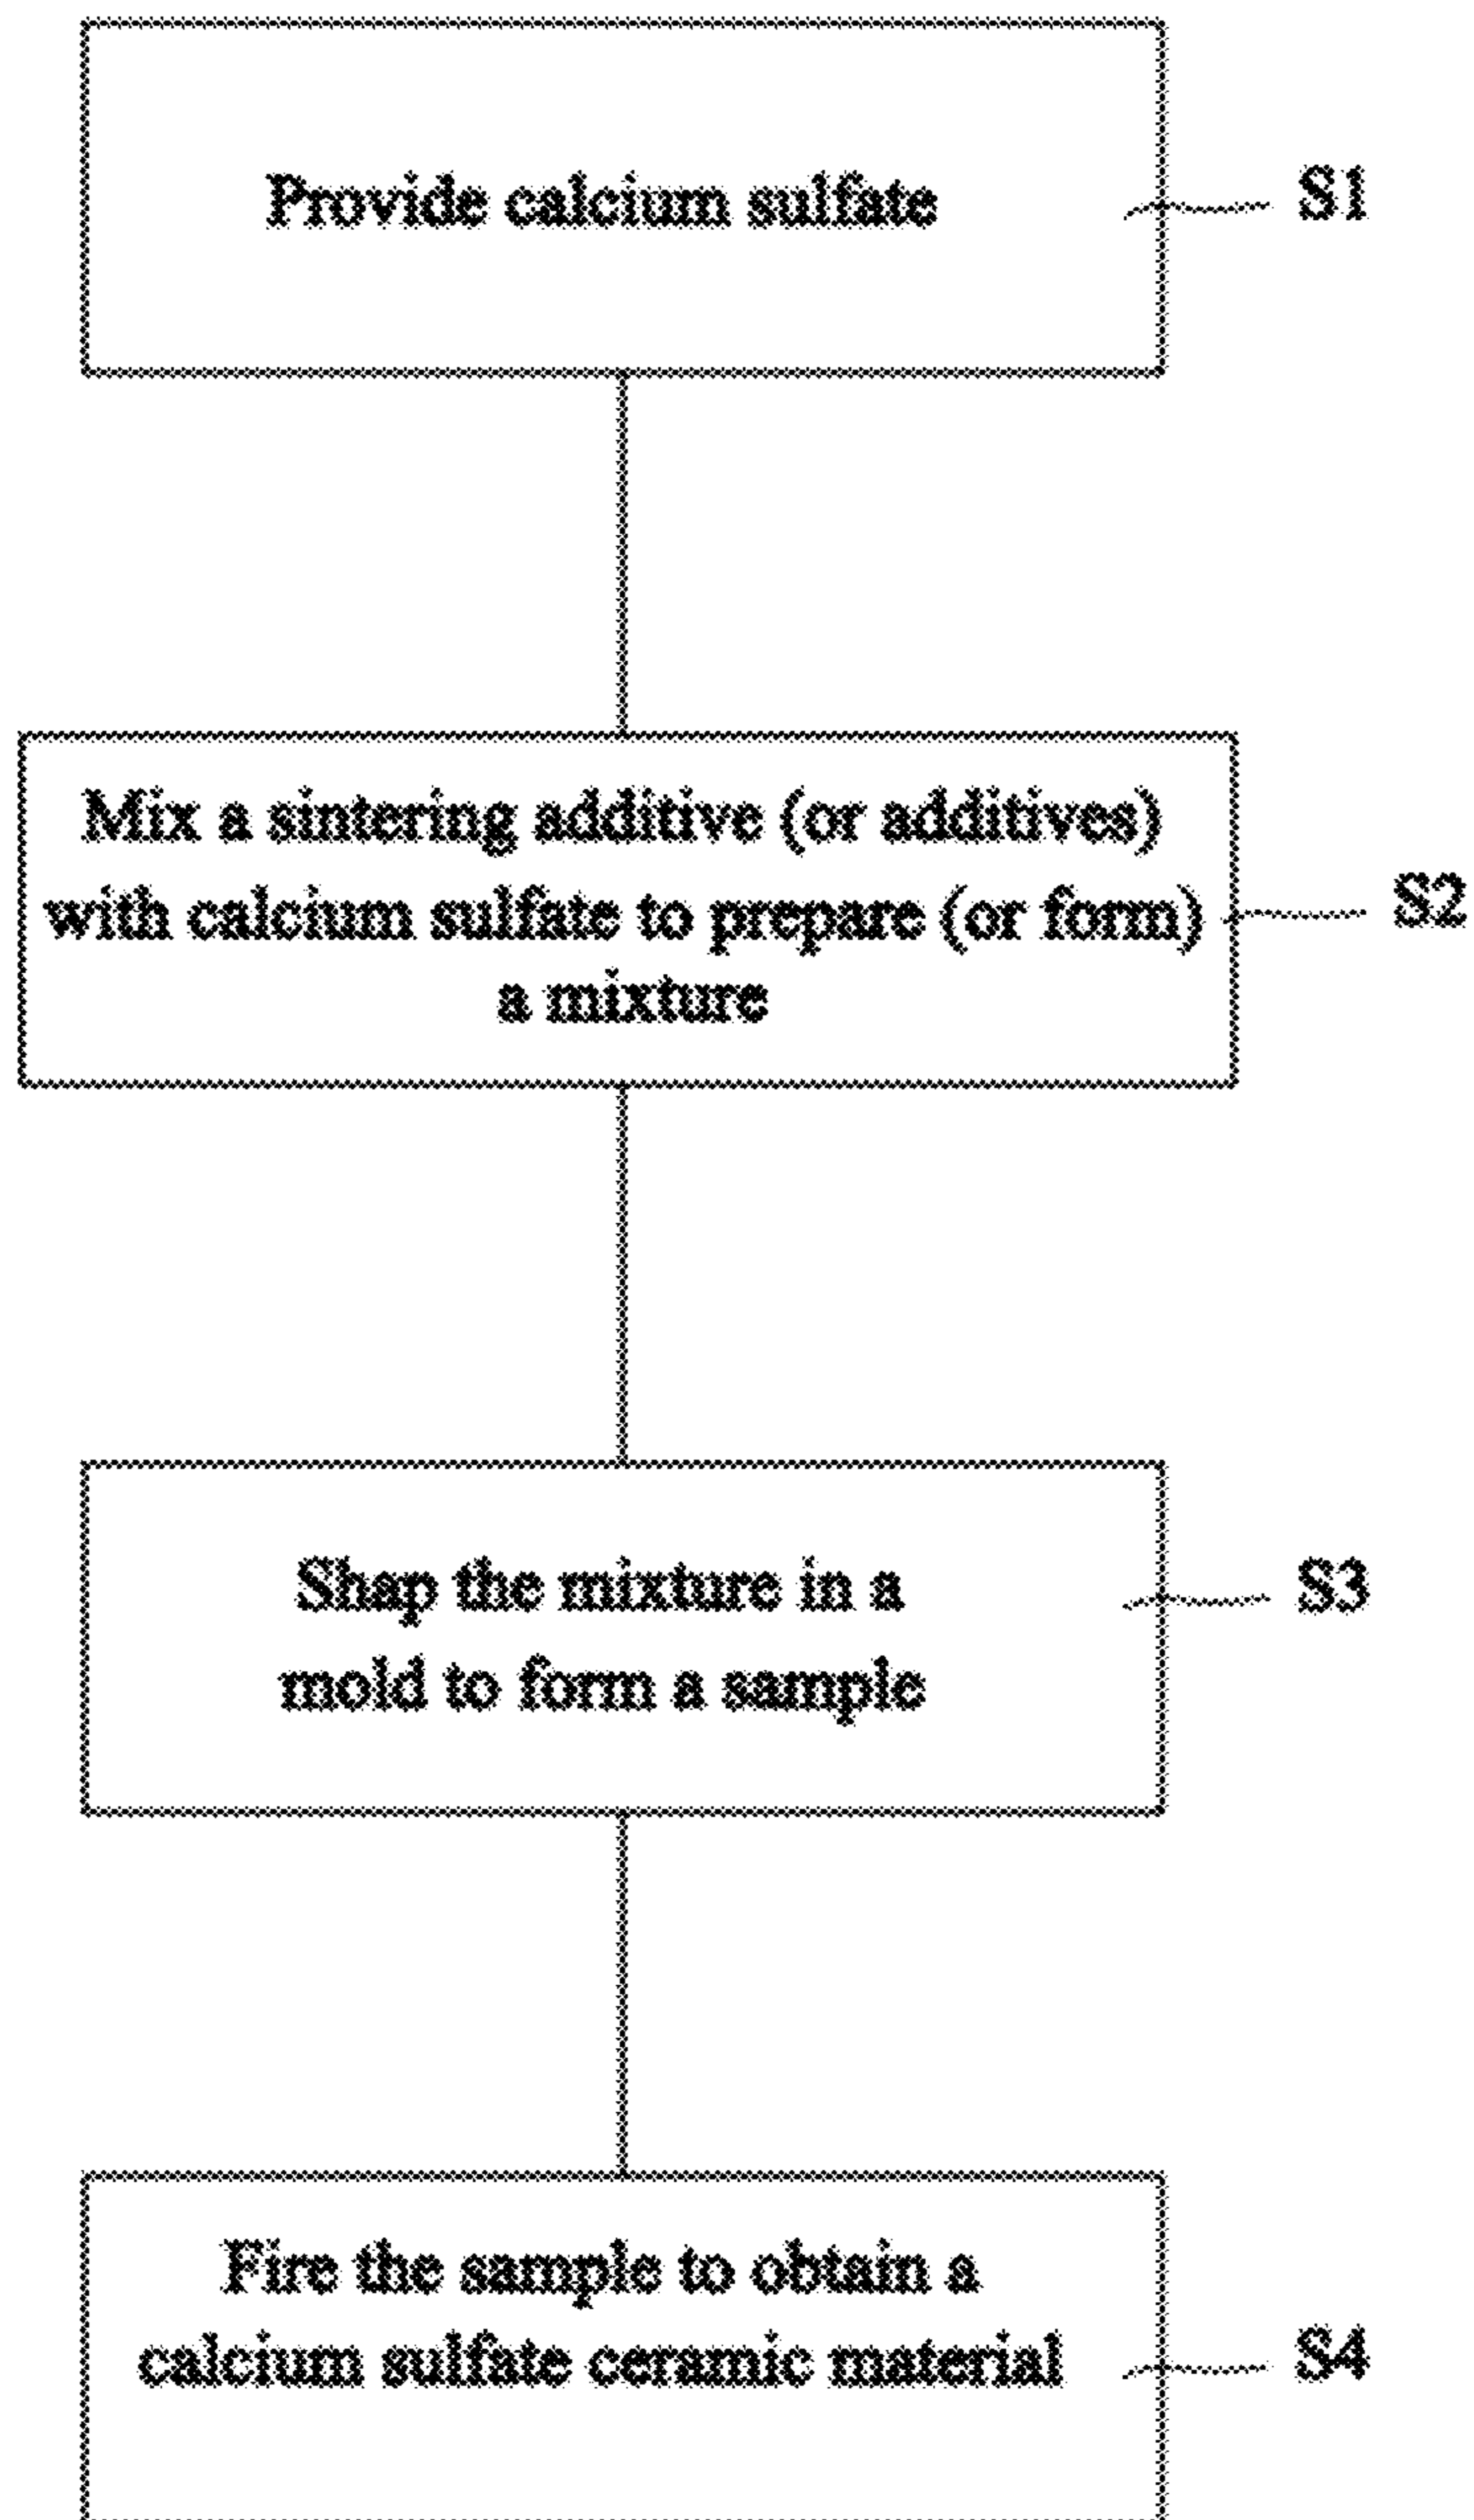 Provide calcium sulfate
S1
Mix a sintering additive (or additives)
with calcium sulfate to prepare (or form)
a mixture
S2
Shap the mixture in a
mold to form a sample
S3
Fire the sample to obtain a
calcium sulfate ceramic material
S4